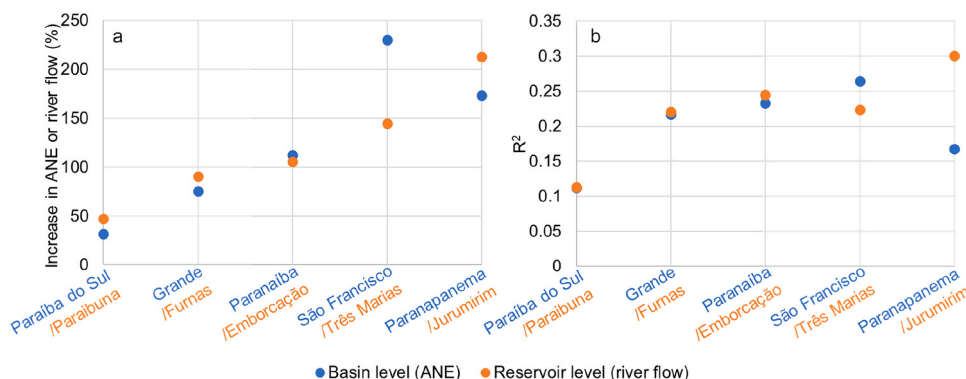 a
Increase in ANE or river flow (%)
250
200
150
100
50
0
Paraíba do Sul
/Paraibuna
Grande
/Furnas
Paranaíba
/Emborcação
São Francisco
/Três Marias
Paranapanema
/Jurumirim
b
R²
0.35
0.3
0.25
0.2
0.15
0.1
0.05
0
Paraíba do Sul
/Paraibuna
Grande
/Furnas
Paranaíba
/Emborcação
São Francisco
/Três Marias
Paranapanema
/Jurumirim
Basin level (ANE) Reservoir level (river flow)